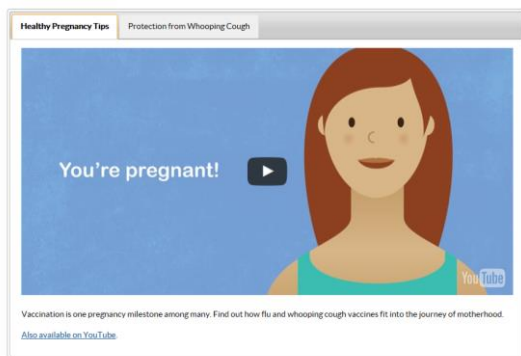 Healthy Pregnancy Tips
Protection from Whooping Cough
You're pregnant!
YouTube
Vaccination is one pregnancy milestone among many. Find out how flu and whooping cough vaccines fit into the journey of motherhood.
Also available on YouTube.